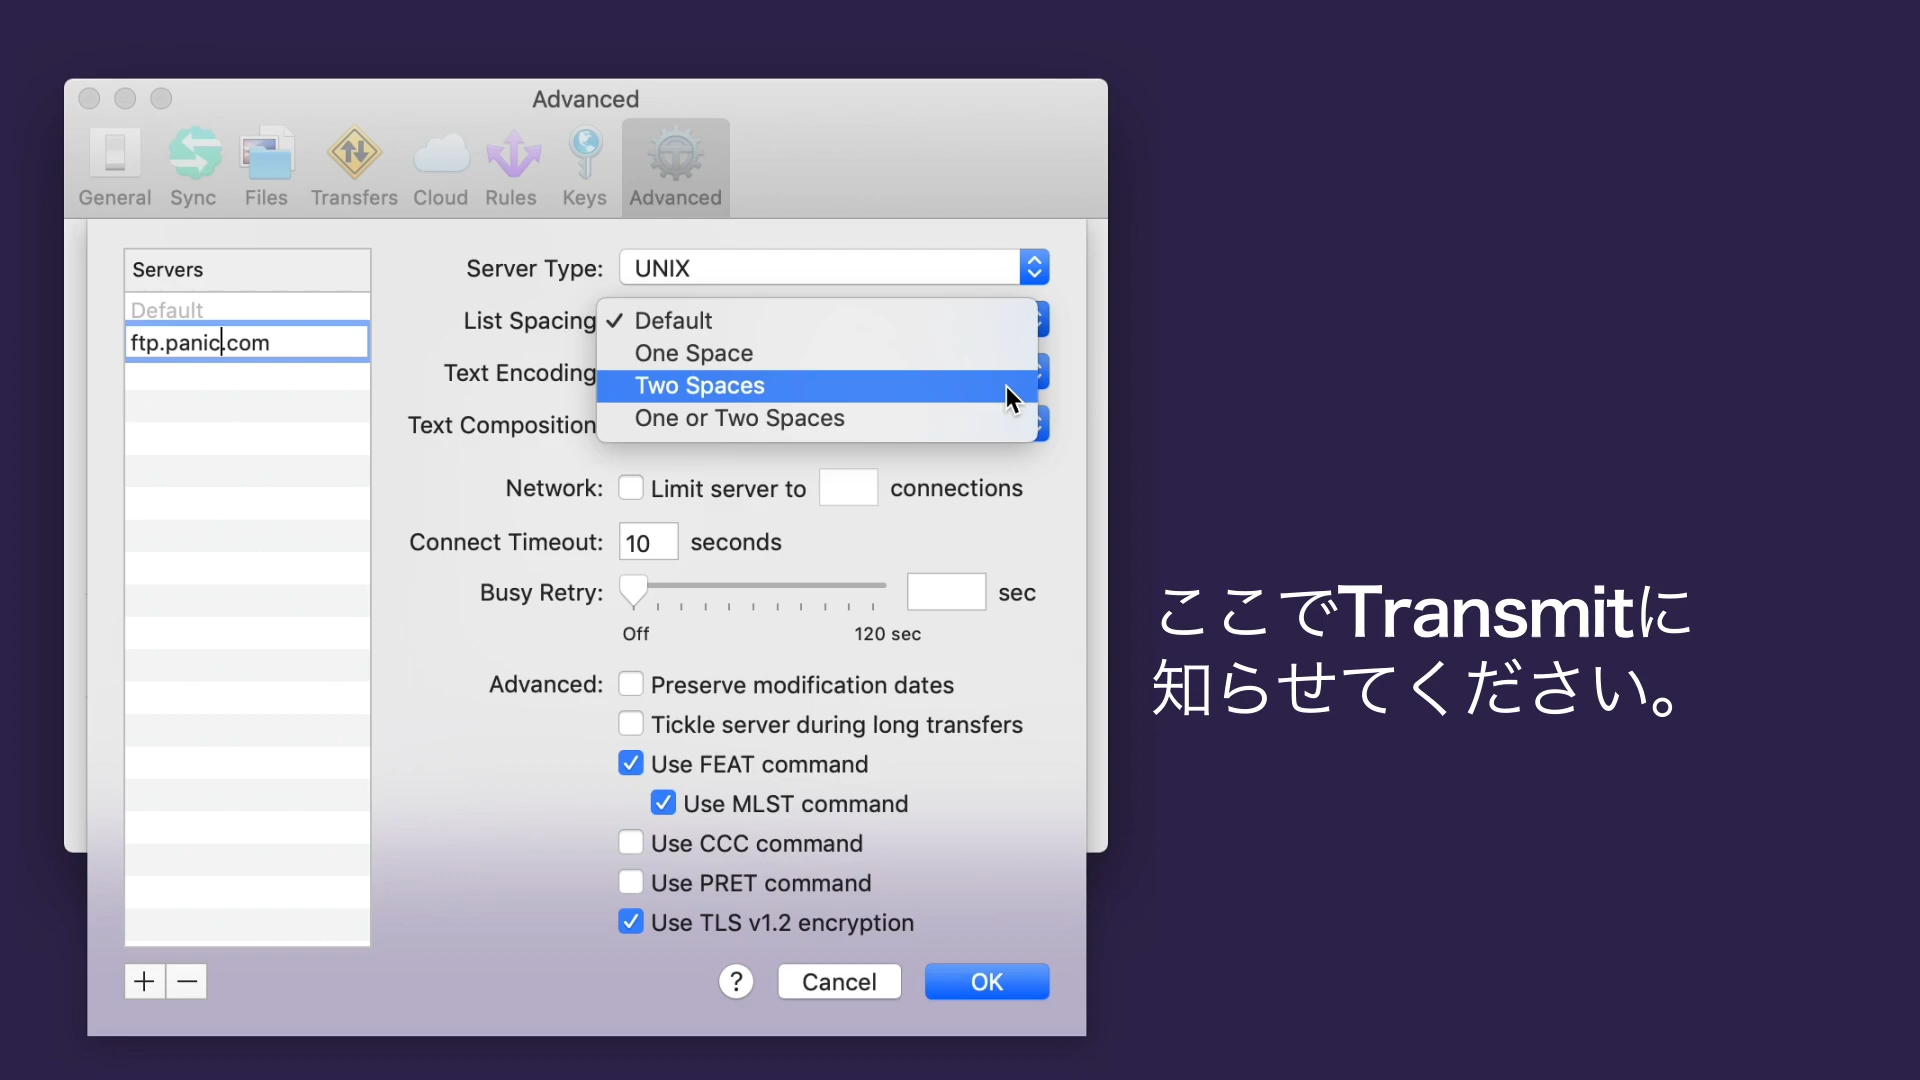 Advanced
General Sync Files Transfers Cloud Rules Keys Advanced
Servers
Default
ftp.panic.com
Server Type: UNIX
List Spacing ✓ Default
One Space
Text Encoding Two Spaces
Text Composition One or Two Spaces
Network: Limit server to connections
Connect Timeout: 10 seconds
Busy Retry: sec
Off 120 sec
Advanced: Preserve modification dates
Tickle server during long transfers
Use FEAT command
Use MLST command
Use CCC command
Use PRET command
Use TLS v1.2 encryption
+ − ? Cancel OK
ここでTransmitに
知らせてください。